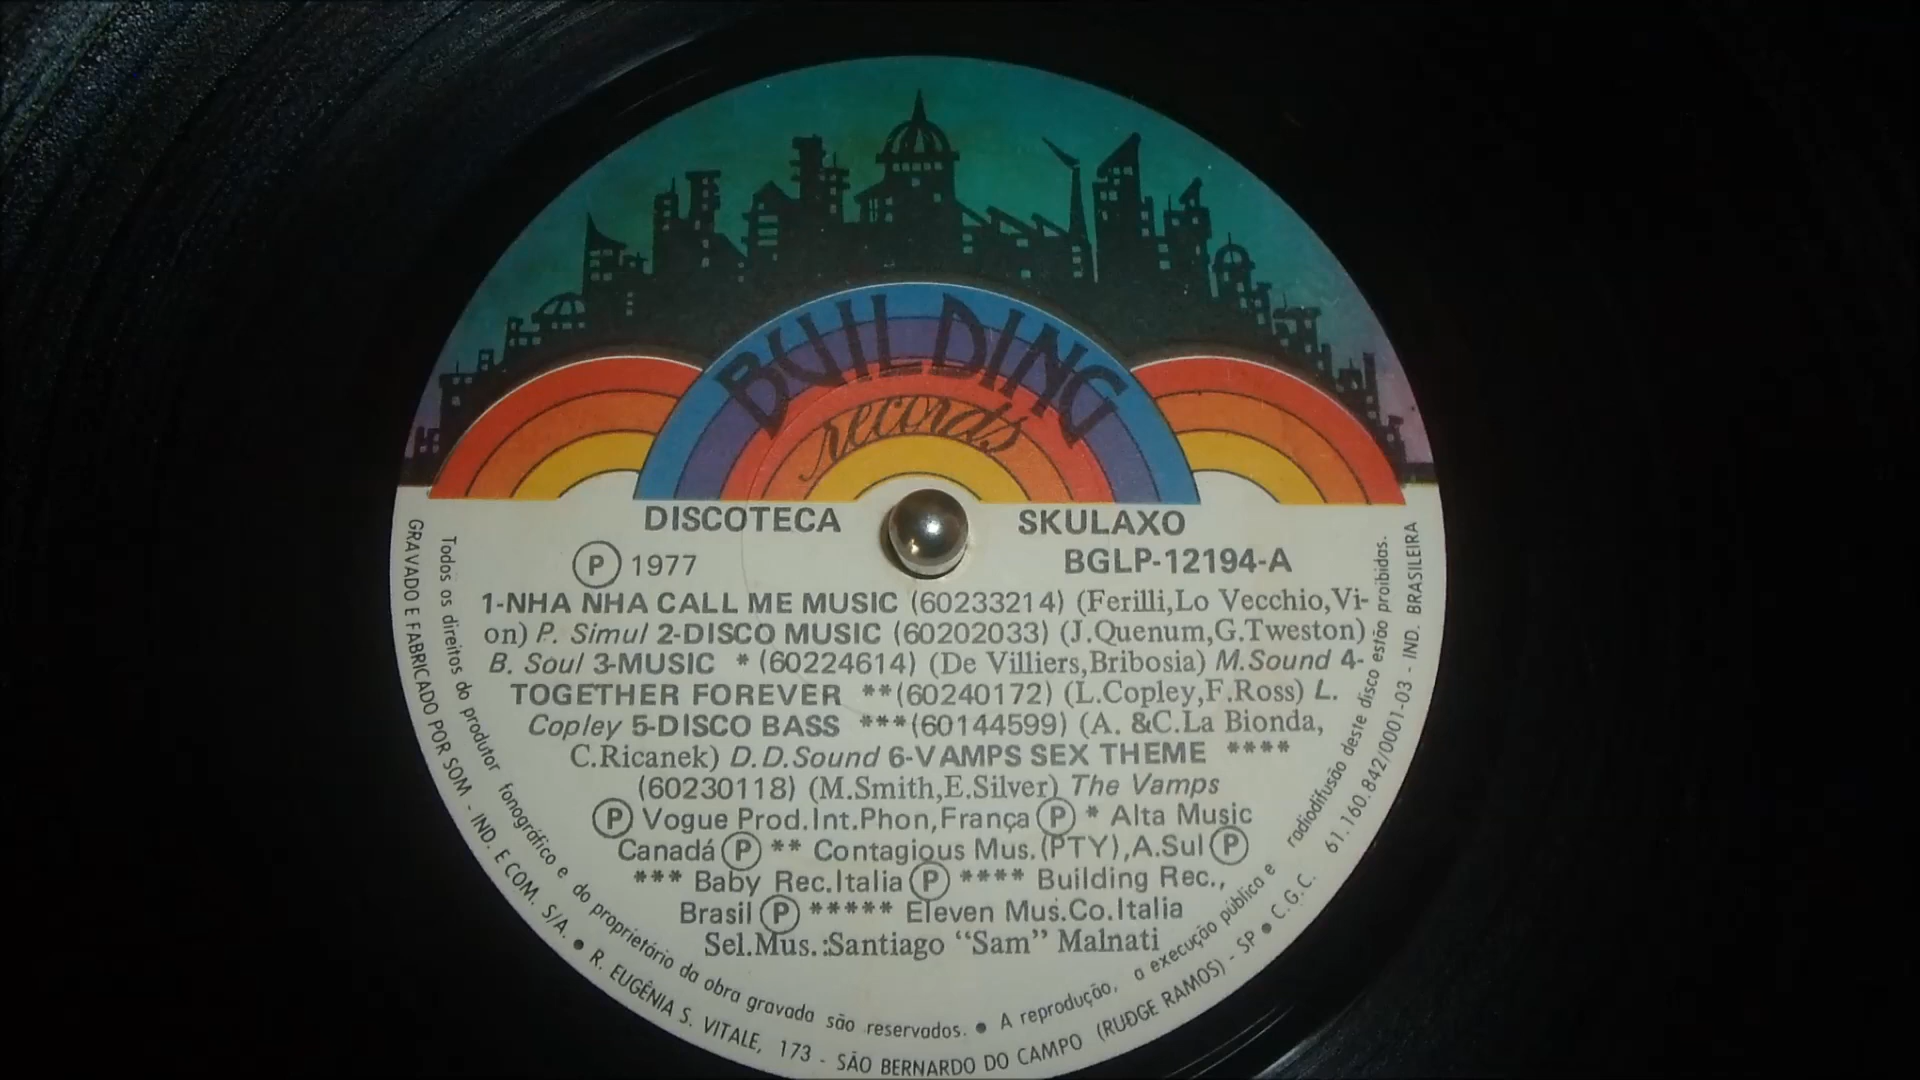 BUILDING
records
DISCOTECA SKULAXO
P 1977 BGLP-12194-A
1-NHA NHA CALL ME MUSIC (60233214) (Ferilli,Lo Vecchio,Vi-
on) P. Simul 2-DISCO MUSIC (60202033) (J.Quenum,G.Tweston)
B. Soul 3-MUSIC * (60224614) (De Villiers,Bribosia) M.Sound 4-
TOGETHER FOREVER **(60240172) (L.Copley,F.Ross) L.
Copley 5-DISCO BASS ***(60144599) (A. &C.La Bionda,
C.Ricanek) D.D.Sound 6-VAMPS SEX THEME ****
(60230118) (M.Smith,E.Silver) The Vamps
P Vogue Prod.Int.Phon,França P * Alta Music
Canadá P ** Contagious Mus.(PTY),A.Sul P
*** Baby Rec.Italia P **** Building Rec.,
Brasil P ***** Eleven Mus.Co.Italia
Sel.Mus.:Santiago “Sam” Malnati
Todos os direitos do produtor fonográfico e do proprietário da obra gravada são reservados. ● A reprodução, a execução pública e radiodifusão deste disco estão proibidas.
GRAVADO E FABRICADO POR SOM - IND. E COM. S/A. ● R. EUGÊNIA S. VITALE, 173 - SÃO BERNARDO DO CAMPO (RUDGE RAMOS) - SP ● C.G.C. 61.160.842/0001-03 - IND. BRASILEIRA